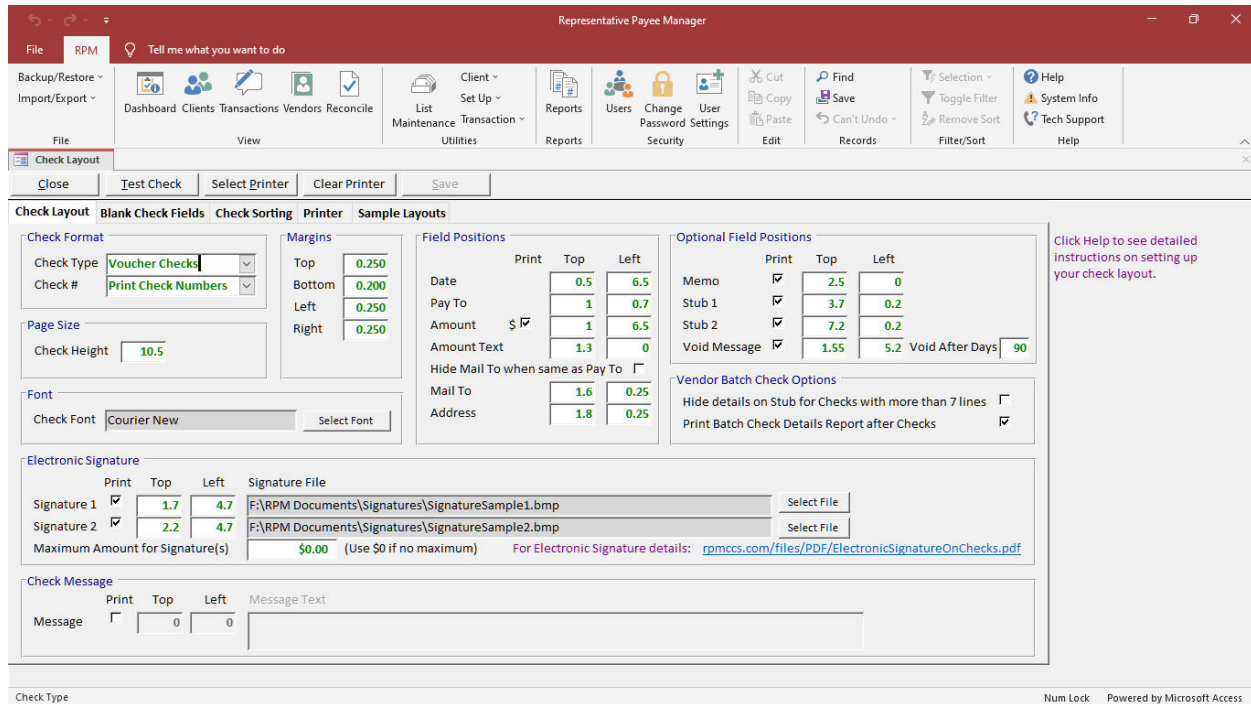 Representative Payee Manager
File RPM Tell me what you want to do
Backup/Restore
Import/Export
File
Dashboard Clients Transactions Vendors Reconcile
View
List Maintenance
Client
Set Up
Transaction
Utilities
Reports
Reports
Users Change Password User Settings
Security
Cut
Copy
Paste
Edit
Find
Save
Can't Undo
Records
Selection
Toggle Filter
Remove Sort
Filter/Sort
Help
System Info
Tech Support
Help
Check Layout
Close Test Check Select Printer Clear Printer Save
Check Layout Blank Check Fields Check Sorting Printer Sample Layouts
Check Format
Check Type Voucher Checks
Check # Print Check Numbers
Page Size
Check Height 10.5
Font
Check Font Courier New Select Font
Margins
Top 0.250
Bottom 0.200
Left 0.250
Right 0.250
Field Positions
Print Top Left
Date 0.5 6.5
Pay To 1 0.7
Amount $ 1 6.5
Amount Text 1.3 0
Hide Mail To when same as Pay To
Mail To 1.6 0.25
Address 1.8 0.25
Optional Field Positions
Print Top Left
Memo 2.5 0
Stub 1 3.7 0.2
Stub 2 7.2 0.2
Void Message 1.55 5.2 Void After Days 90
Vendor Batch Check Options
Hide details on Stub for Checks with more than 7 lines
Print Batch Check Details Report after Checks
Click Help to see detailed
instructions on setting up
your check layout.
Electronic Signature
Print Top Left Signature File
Signature 1 1.7 4.7 F:\RPM Documents\Signatures\SignatureSample1.bmp Select File
Signature 2 2.2 4.7 F:\RPM Documents\Signatures\SignatureSample2.bmp Select File
Maximum Amount for Signature(s) $0.00 (Use $0 if no maximum) For Electronic Signature details: rpmccs.com/files/PDF/ElectronicSignatureOnChecks.pdf
Check Message
Print Top Left Message Text
Message 0 0
Check Type Num Lock Powered by Microsoft Access